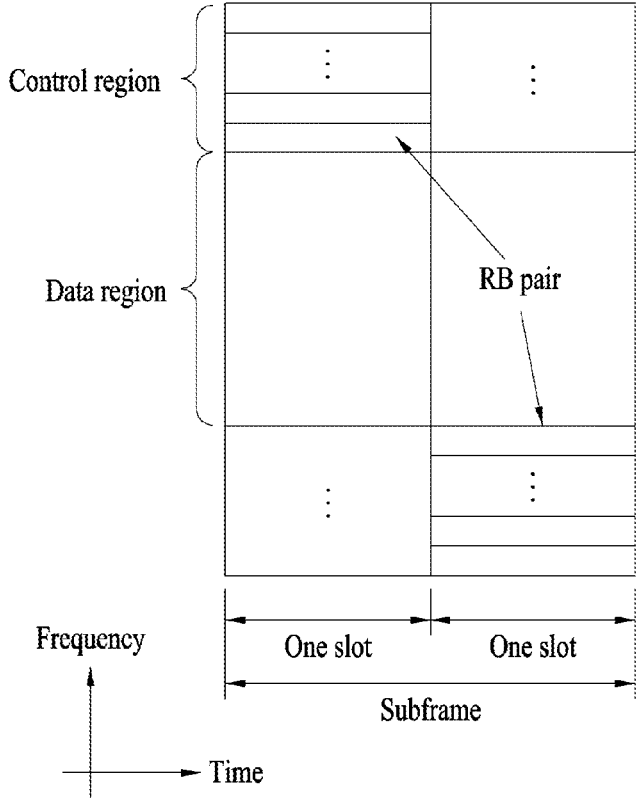 Control region
Data region
RB pair
One slot
One slot
Subframe
Frequency
Time